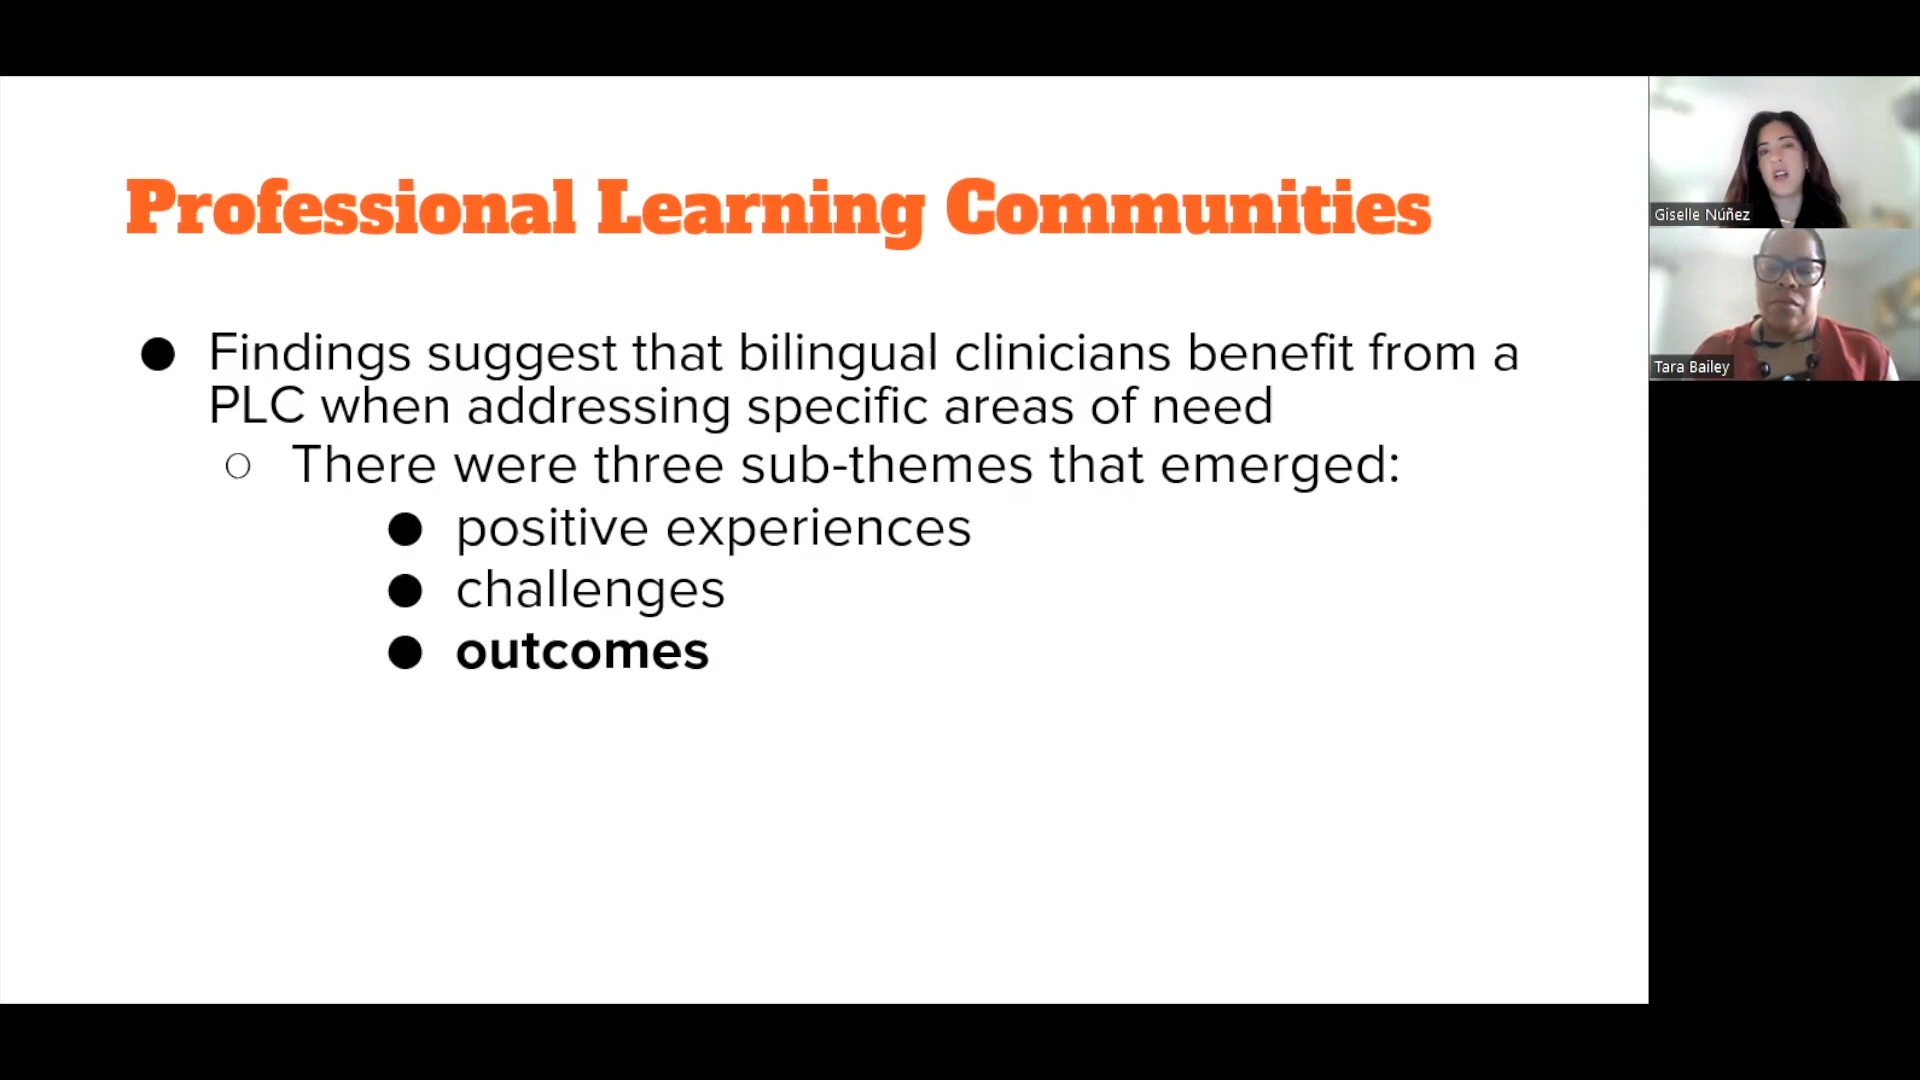 Professional Learning Communities
● Findings suggest that bilingual clinicians benefit from a
PLC when addressing specific areas of need
○ There were three sub-themes that emerged:
● positive experiences
● challenges
● outcomes
Giselle Núñez
Tara Bailey